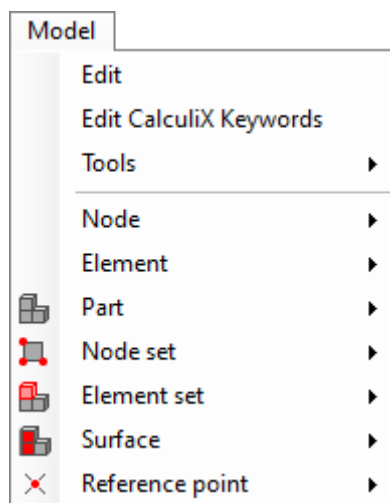 Model
Edit
Edit CalculiX Keywords
Tools
Node
Element
Part
Node set
Element set
Surface
Reference point